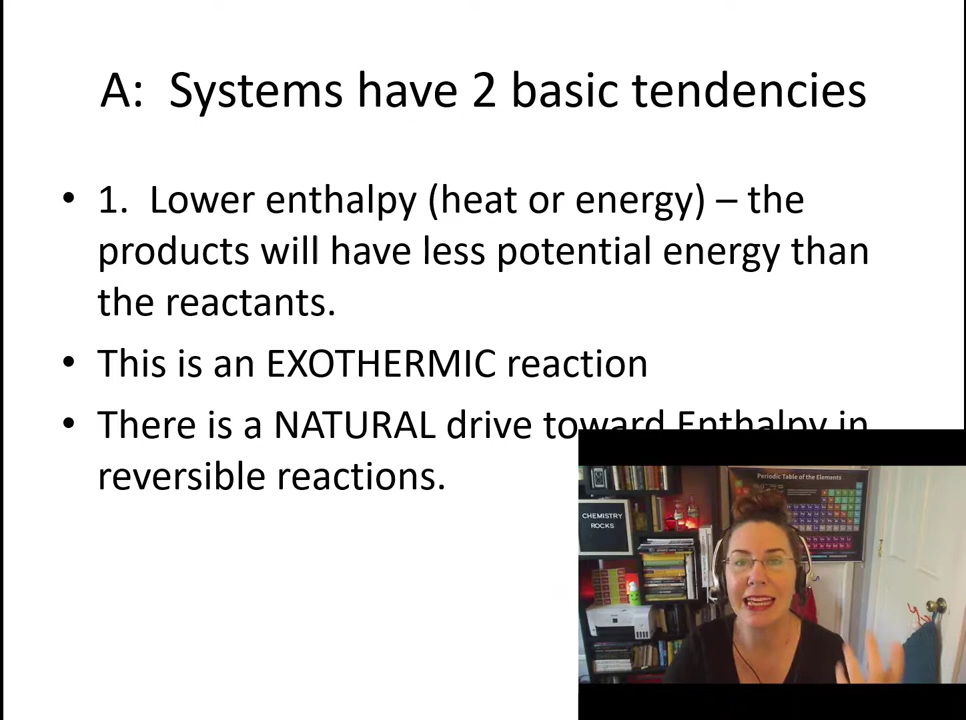 A:  Systems have 2 basic tendencies
• 1.  Lower enthalpy (heat or energy) – the
products will have less potential energy than
the reactants.
• This is an EXOTHERMIC reaction
• There is a NATURAL drive toward Enthalpy in
reversible reactions.
Periodic Table of the Elements
CHEMISTRY
ROCKS